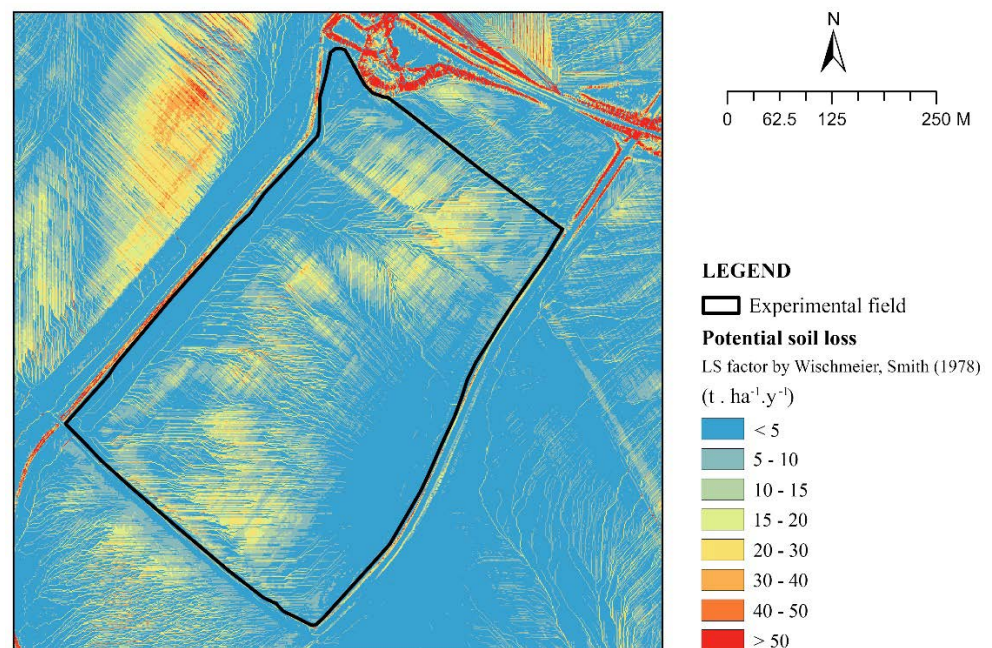 N
0 62.5 125 250 M
LEGEND
Experimental field
Potential soil loss
LS factor by Wischmeier, Smith (1978)
(t . ha⁻¹.y⁻¹)
< 5
5 - 10
10 - 15
15 - 20
20 - 30
30 - 40
40 - 50
> 50